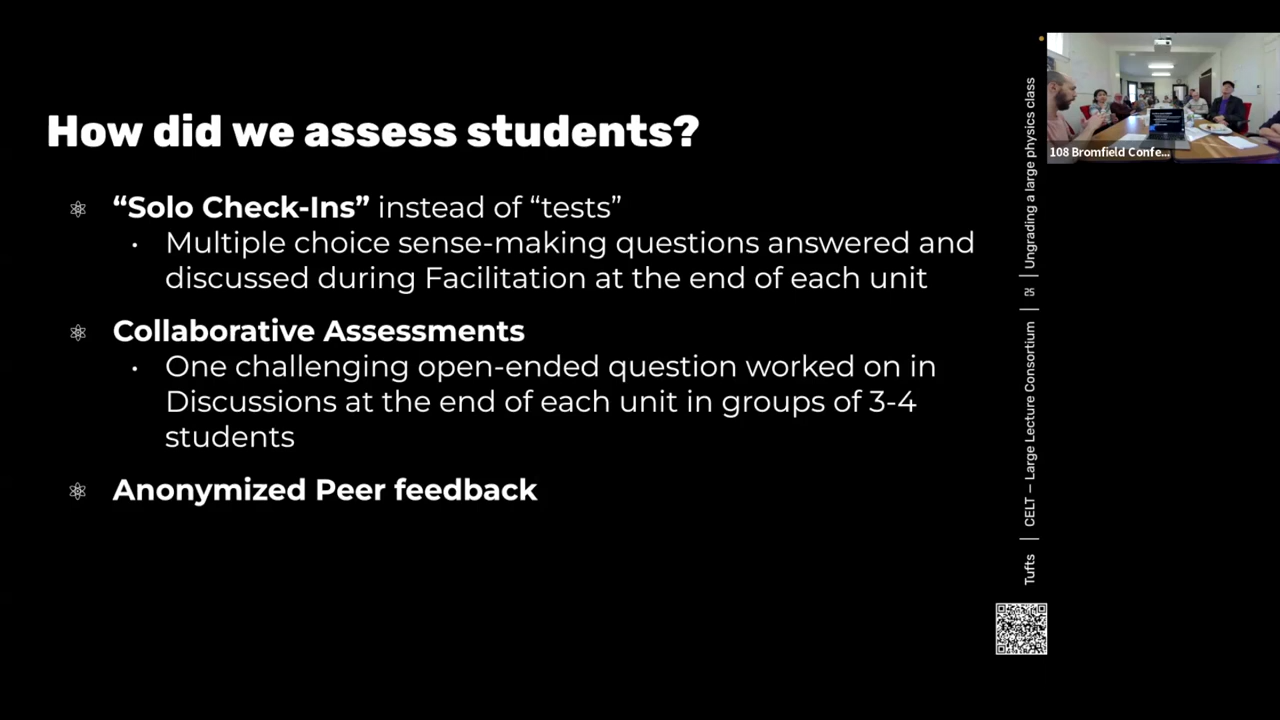 How did we assess students?
“Solo Check-Ins” instead of “tests”
Multiple choice sense-making questions answered and
discussed during Facilitation at the end of each unit
Collaborative Assessments
One challenging open-ended question worked on in
Discussions at the end of each unit in groups of 3-4
students
Anonymized Peer feedback
Tufts | CELT – Large Lecture Consortium | 25 | Ungrading a large physics class
108 Bromfield Confe...